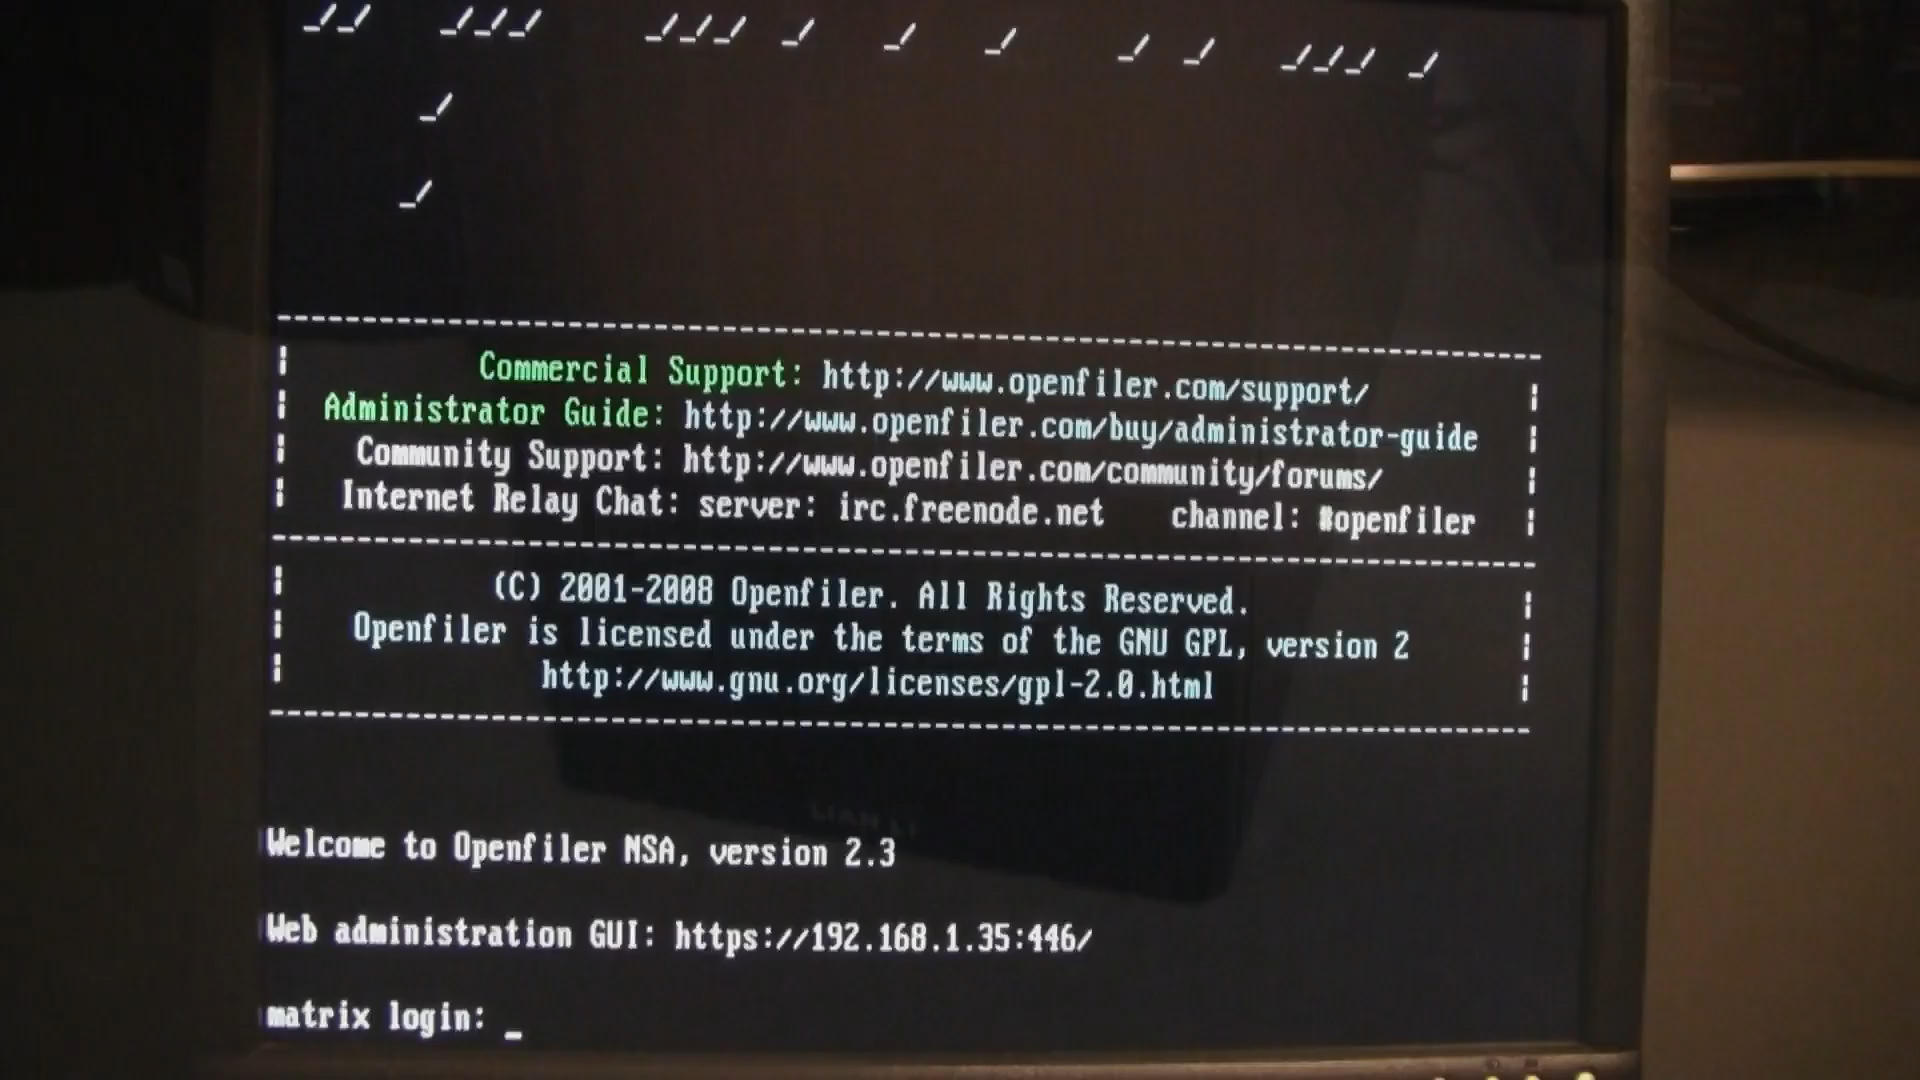 Commercial Support: http://www.openfiler.com/support/
Administrator Guide: http://www.openfiler.com/buy/administrator-guide
Community Support: http://www.openfiler.com/community/forums/
Internet Relay Chat: server: irc.freenode.net channel: #openfiler
(C) 2001-2008 Openfiler. All Rights Reserved.
Openfiler is licensed under the terms of the GNU GPL, version 2
http://www.gnu.org/licenses/gpl-2.0.html
LIAN LI
Welcome to Openfiler NSA, version 2.3
Web administration GUI: https://192.168.1.35:446/
matrix login: _